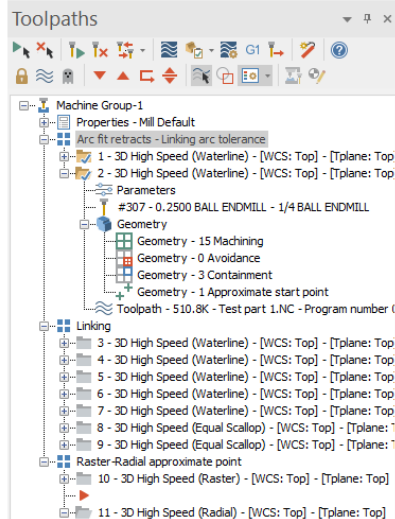 Toolpaths
G1
Machine Group-1
Properties - Mill Default
Arc fit retracts - Linking arc tolerance
1 - 3D High Speed (Waterline) - [WCS: Top] - [Tplane: Top]
2 - 3D High Speed (Waterline) - [WCS: Top] - [Tplane: Top]
Parameters
#307 - 0.2500 BALL ENDMILL - 1/4 BALL ENDMILL
Geometry
Geometry - 15 Machining
Geometry - 0 Avoidance
Geometry - 3 Containment
Geometry - 1 Approximate start point
Toolpath - 510.8K - Test part 1.NC - Program number
Linking
3 - 3D High Speed (Waterline) - [WCS: Top] - [Tplane: Top
4 - 3D High Speed (Waterline) - [WCS: Top] - [Tplane: Top
5 - 3D High Speed (Waterline) - [WCS: Top] - [Tplane: Top
6 - 3D High Speed (Waterline) - [WCS: Top] - [Tplane: Top
7 - 3D High Speed (Waterline) - [WCS: Top] - [Tplane: Top
8 - 3D High Speed (Equal Scallop) - [WCS: Top] - [Tplane:
9 - 3D High Speed (Equal Scallop) - [WCS: Top] - [Tplane:
Raster-Radial approximate point
10 - 3D High Speed (Raster) - [WCS: Top] - [Tplane: Top]
11 - 3D High Speed (Radial) - [WCS: Top] - [Tplane: Top]